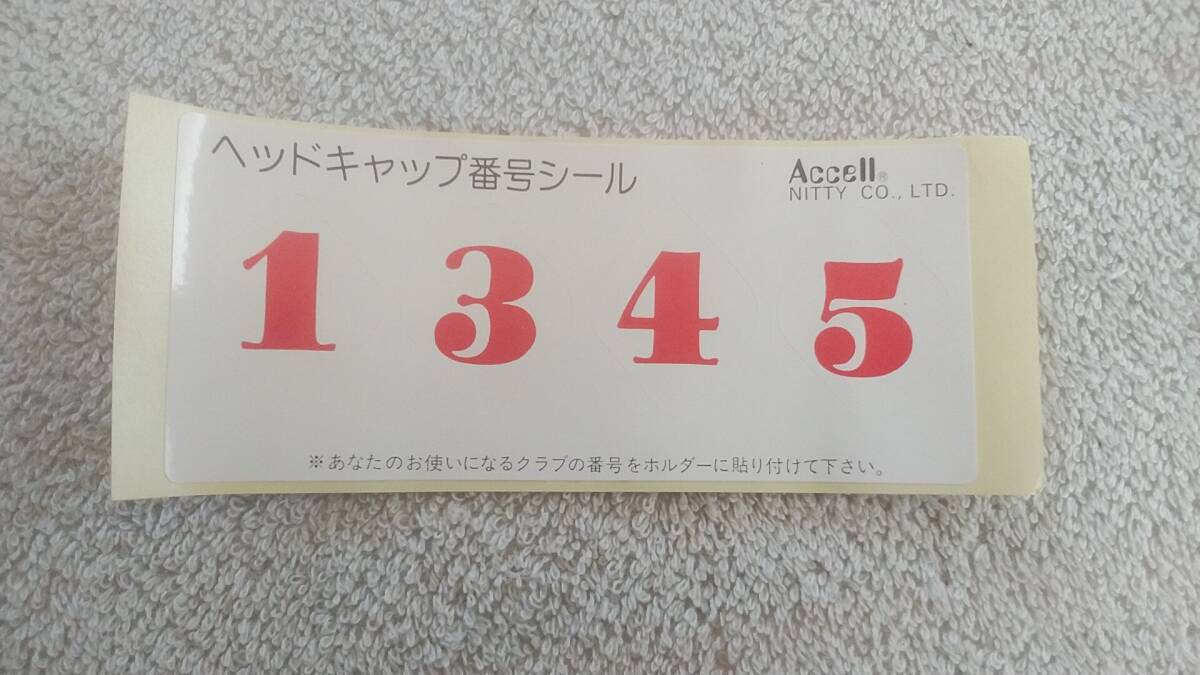 ヘッドキャップ番号シール
Accell®
NITTY CO., LTD.
1 3 4 5
※あなたのお使いになるクラブの番号をホルダーに貼り付けて下さい。